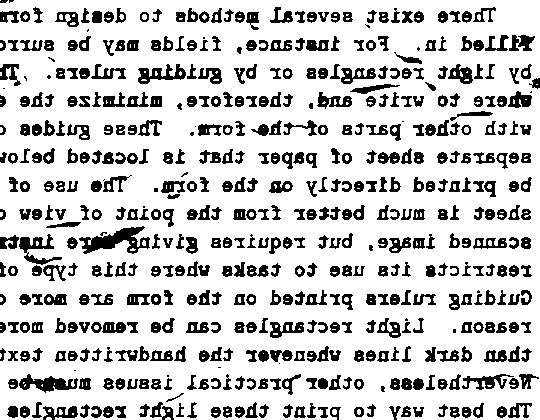 There exist several methods to design form
filled in. For instance, fields may be surro
by light rectangles or by guiding rulers. Th
where to write and, therefore, minimize the
with other parts of the form. These guides
separate sheet of paper that is located below
be printed directly on the form. The use of
sheet is much better from the point of view
scanned image, but requires giving more instr
restricts its use to tasks where this type of
Guiding rulers printed on the form are more
reason. Light rectangles can be removed more
than dark lines whenever the handwritten text
Nevertheless, other practical issues must be
The best way to print these light rectangles